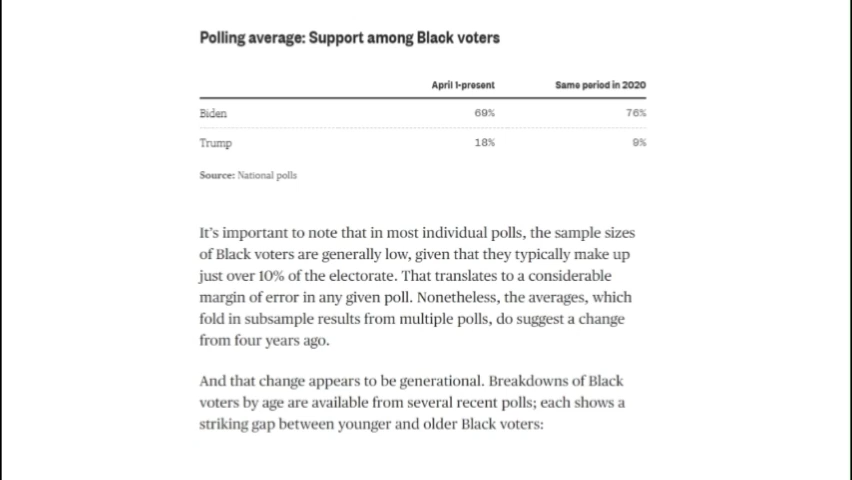 Polling average: Support among Black voters
April 1-present Same period in 2020
Biden 69% 76%
Trump 18% 9%
Source: National polls
It's important to note that in most individual polls, the sample sizes
of Black voters are generally low, given that they typically make up
just over 10% of the electorate. That translates to a considerable
margin of error in any given poll. Nonetheless, the averages, which
fold in subsample results from multiple polls, do suggest a change
from four years ago.
And that change appears to be generational. Breakdowns of Black
voters by age are available from several recent polls; each shows a
striking gap between younger and older Black voters: